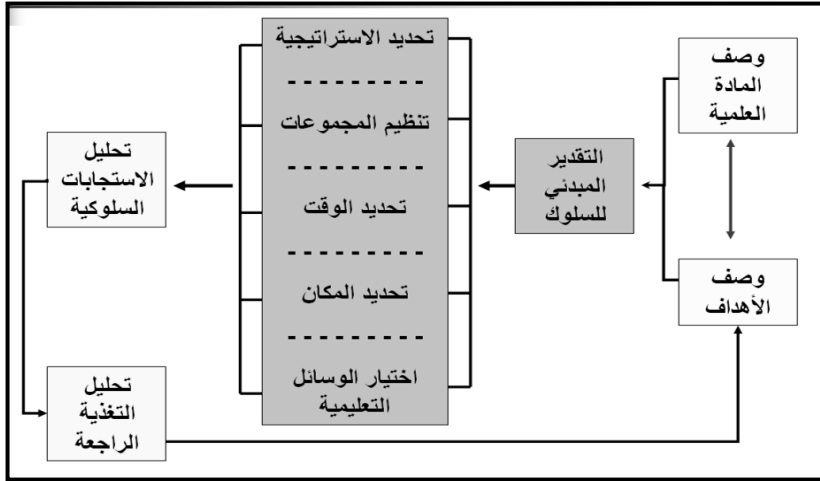 وصف
المادة
العلمية
وصف
الأهداف
التقدير
المبدئي
للسلوك
تحديد الاستراتيجية
تنظيم المجموعات
تحديد الوقت
تحديد المكان
اختيار الوسائل
التعليمية
تحليل
الاستجابات
السلوكية
تحليل
التغذية
الراجعة